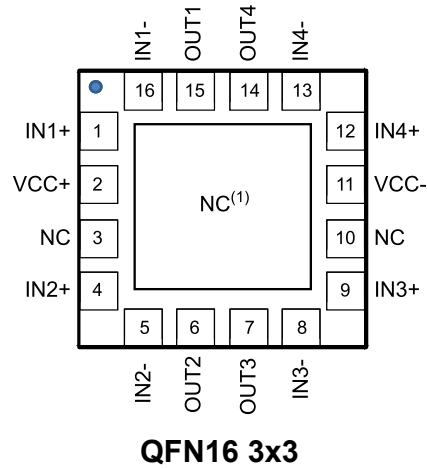 IN1- OUT1 OUT4 IN4-
16 15 14 13
IN1+ 1 12 IN4+
VCC+ 2 11 VCC-
NC(1)
NC 3 10 NC
IN2+ 4 9 IN3+
5 6 7 8
IN2- OUT2 OUT3 IN3-
QFN16 3x3